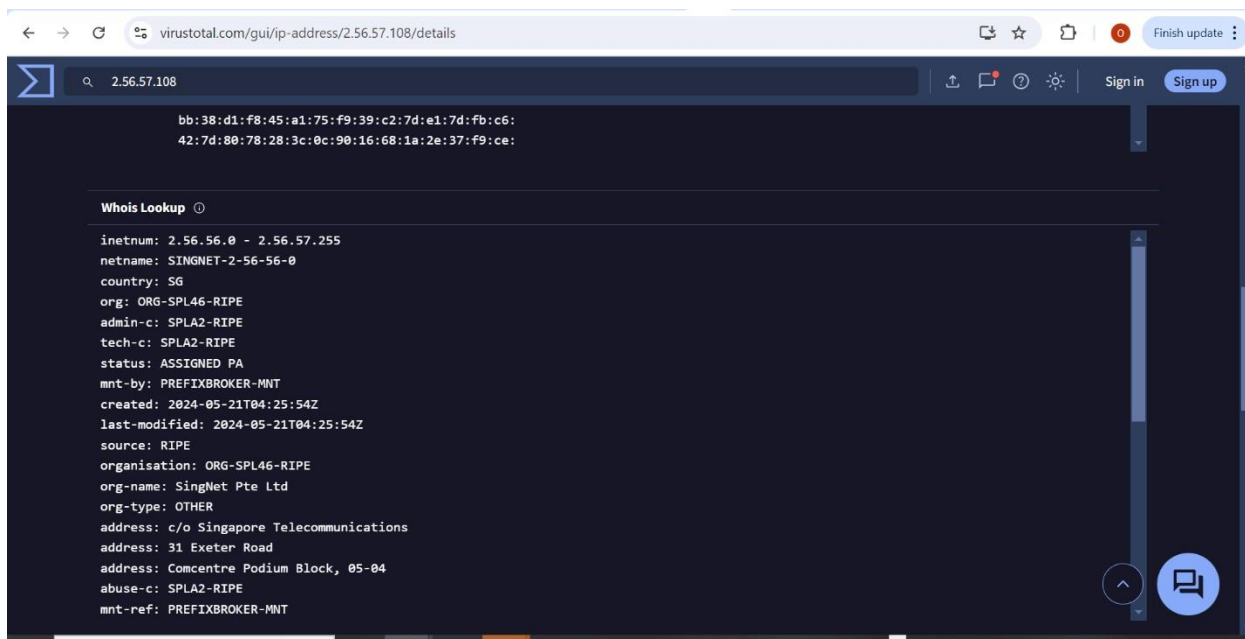 virustotal.com/gui/ip-address/2.56.57.108/details
O
Finish update
2.56.57.108
Sign in
Sign up
bb:38:d1:f8:45:a1:75:f9:39:c2:7d:e1:7d:fb:c6:
42:7d:80:78:28:3c:0c:90:16:68:1a:2e:37:f9:ce:
Whois Lookup
inetnum: 2.56.56.0 - 2.56.57.255
netname: SINGNET-2-56-56-0
country: SG
org: ORG-SPL46-RIPE
admin-c: SPLA2-RIPE
tech-c: SPLA2-RIPE
status: ASSIGNED PA
mnt-by: PREFIXBROKER-MNT
created: 2024-05-21T04:25:54Z
last-modified: 2024-05-21T04:25:54Z
source: RIPE
organisation: ORG-SPL46-RIPE
org-name: SingNet Pte Ltd
org-type: OTHER
address: c/o Singapore Telecommunications
address: 31 Exeter Road
address: Comcentre Podium Block, 05-04
abuse-c: SPLA2-RIPE
mnt-ref: PREFIXBROKER-MNT